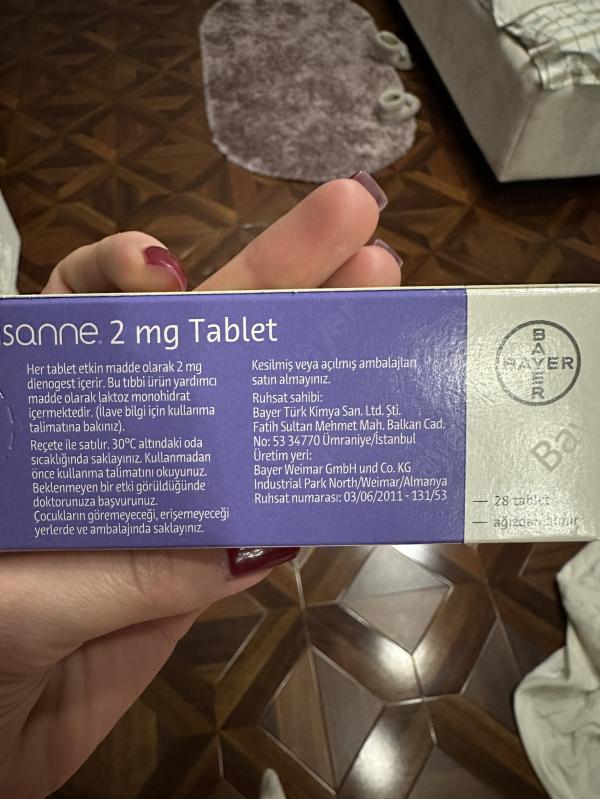 sanne® 2 mg Tablet
Her tablet etkin madde olarak 2 mg
dienogest içerir. Bu tıbbi ürün yardımcı
madde olarak laktoz monohidrat
içermektedir. (İlave bilgi için kullanma
talimatına bakınız).
Reçete ile satılır. 30°C altındaki oda
sıcaklığında saklayınız. Kullanmadan
önce kullanma talimatını okuyunuz.
Beklenmeyen bir etki görüldüğünde
doktorunuza başvurunuz.
Çocukların göremeyeceği, erişemeyeceği
yerlerde ve ambalajında saklayınız.
Kesilmiş veya açılmış ambalajları
satın almayınız.
Ruhsat sahibi:
Bayer Türk Kimya San. Ltd. Şti.
Fatih Sultan Mehmet Mah. Balkan Cad.
No: 53 34770 Ümraniye/İstanbul
Üretim yeri:
Bayer Weimar GmbH und Co. KG
Industrial Park North/Weimar/Almanya
Ruhsat numarası: 03/06/2011 - 131/53
BAYER
BAYER
Ba
— 28 tablet
— ağızdan alınır